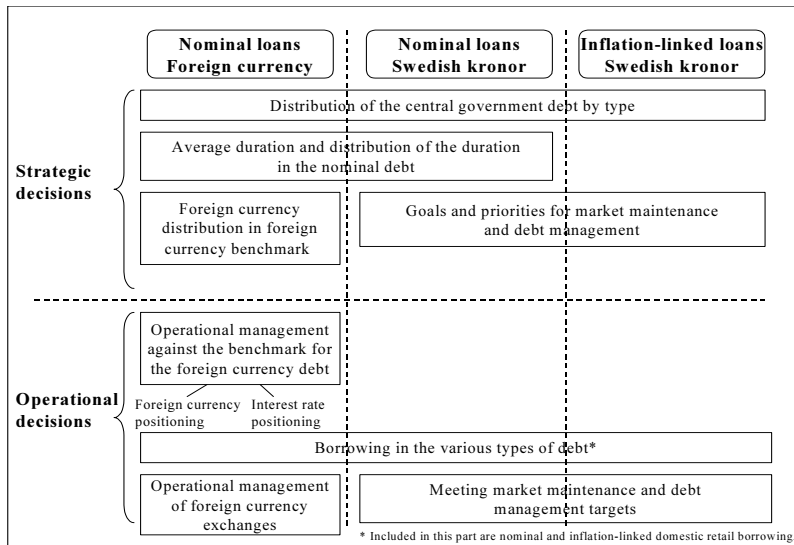 Nominal loans
Foreign currency
Nominal loans
Swedish kronor
Inflation-linked loans
Swedish kronor
Strategic
decisions
Distribution of the central government debt by type
Average duration and distribution of the duration
in the nominal debt
Foreign currency
distribution in foreign
currency benchmark
Goals and priorities for market maintenance
and debt management
Operational
decisions
Operational management
against the benchmark for
the foreign currency debt
Foreign currency
positioning
Interest rate
positioning
Borrowing in the various types of debt*
Operational management
of foreign currency
exchanges
Meeting market maintenance and debt
management targets
* Included in this part are nominal and inflation-linked domestic retail borrowing.